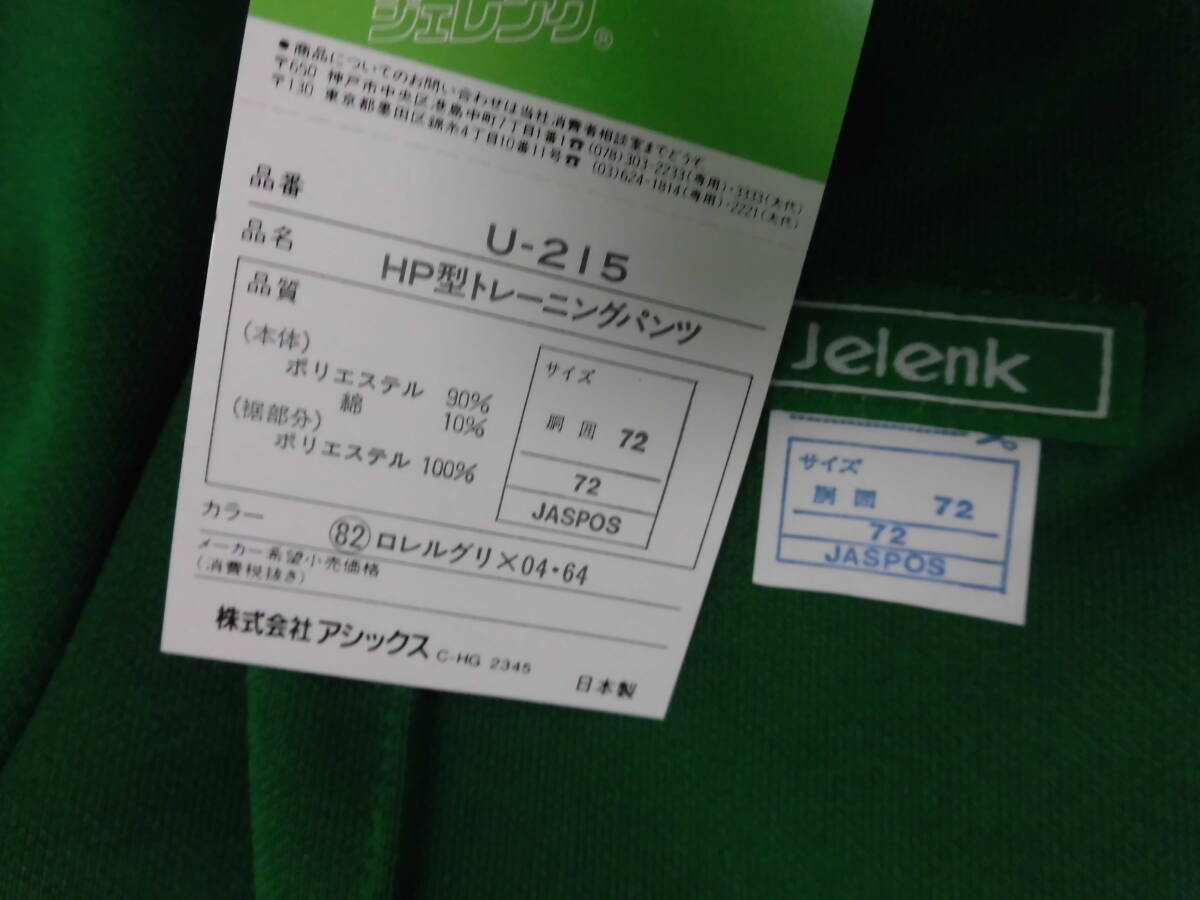 ジェレンク®
●商品についてのお問い合わせは当社消費者相談室までどうぞ
〒650 神戸市中央区港島中町7丁目1番1☎(078)303-2233(専用)・3333(大代)
〒130 東京都墨田区錦糸4丁目10番11号☎(03)624-1814(専用)・2221(大代)
品番 U-215
品名 HP型トレーニングパンツ
品質
(本体)
ポリエステル 90%
綿 10%
(裾部分)
ポリエステル 100%
サイズ
胴囲 72
72
JASPOS
カラー (82)ロレルグリ×04・64
メーカー希望小売価格
(消費税抜き)
株式会社アシックス C-HG 2345 日本製
Jelenk
サイズ
胴囲 72
72
JASPOS